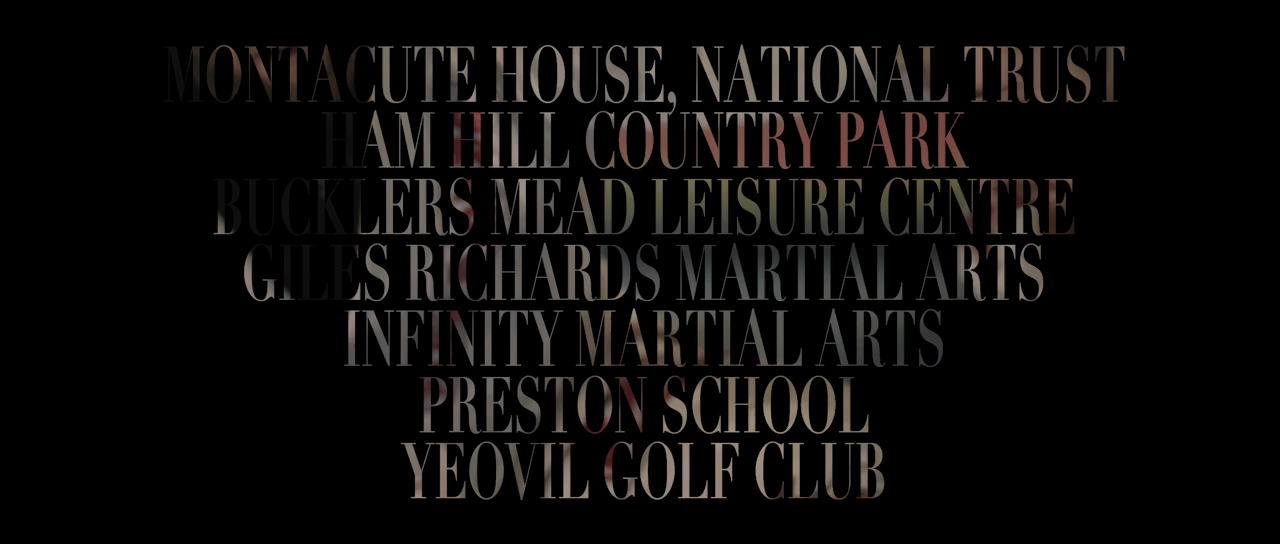 MONTACUTE HOUSE, NATIONAL TRUST
HAM HILL COUNTRY PARK
BUCKLERS MEAD LEISURE CENTRE
GILES RICHARDS MARTIAL ARTS
INFINITY MARTIAL ARTS
PRESTON SCHOOL
YEOVIL GOLF CLUB